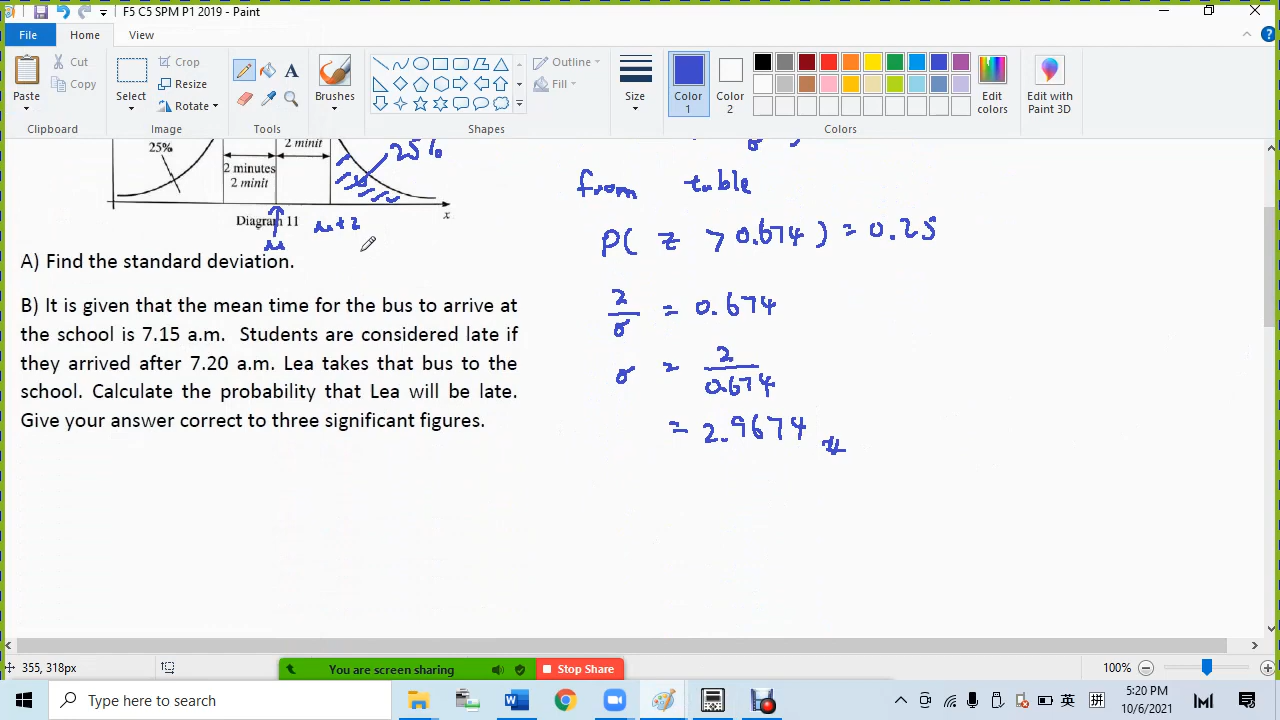 F5 C5 SPM P1 2019 - Paint
File Home View
Paste
Cut
Copy
Clipboard
Select
Crop
Resize
Rotate
Image
A
Tools
Brushes
Shapes
Outline
Fill
Size
Color 1
Color 2
Colors
Edit colors
Edit with Paint 3D
25%
2 minutes
2 minit
2 minit
25%
x
Diagram 11
μ
μ+2
A) Find the standard deviation.
B) It is given that the mean time for the bus to arrive at
the school is 7.15 a.m. Students are considered late if
they arrived after 7.20 a.m. Lea takes that bus to the
school. Calculate the probability that Lea will be late.
Give your answer correct to three significant figures.
from table
P( z > 0.674 ) = 0.25
2/σ = 0.674
σ = 2/0.674
= 2.9674
355, 318px
You are screen sharing
Stop Share
100%
Type here to search
英
拼
5:20 PM
10/6/2021